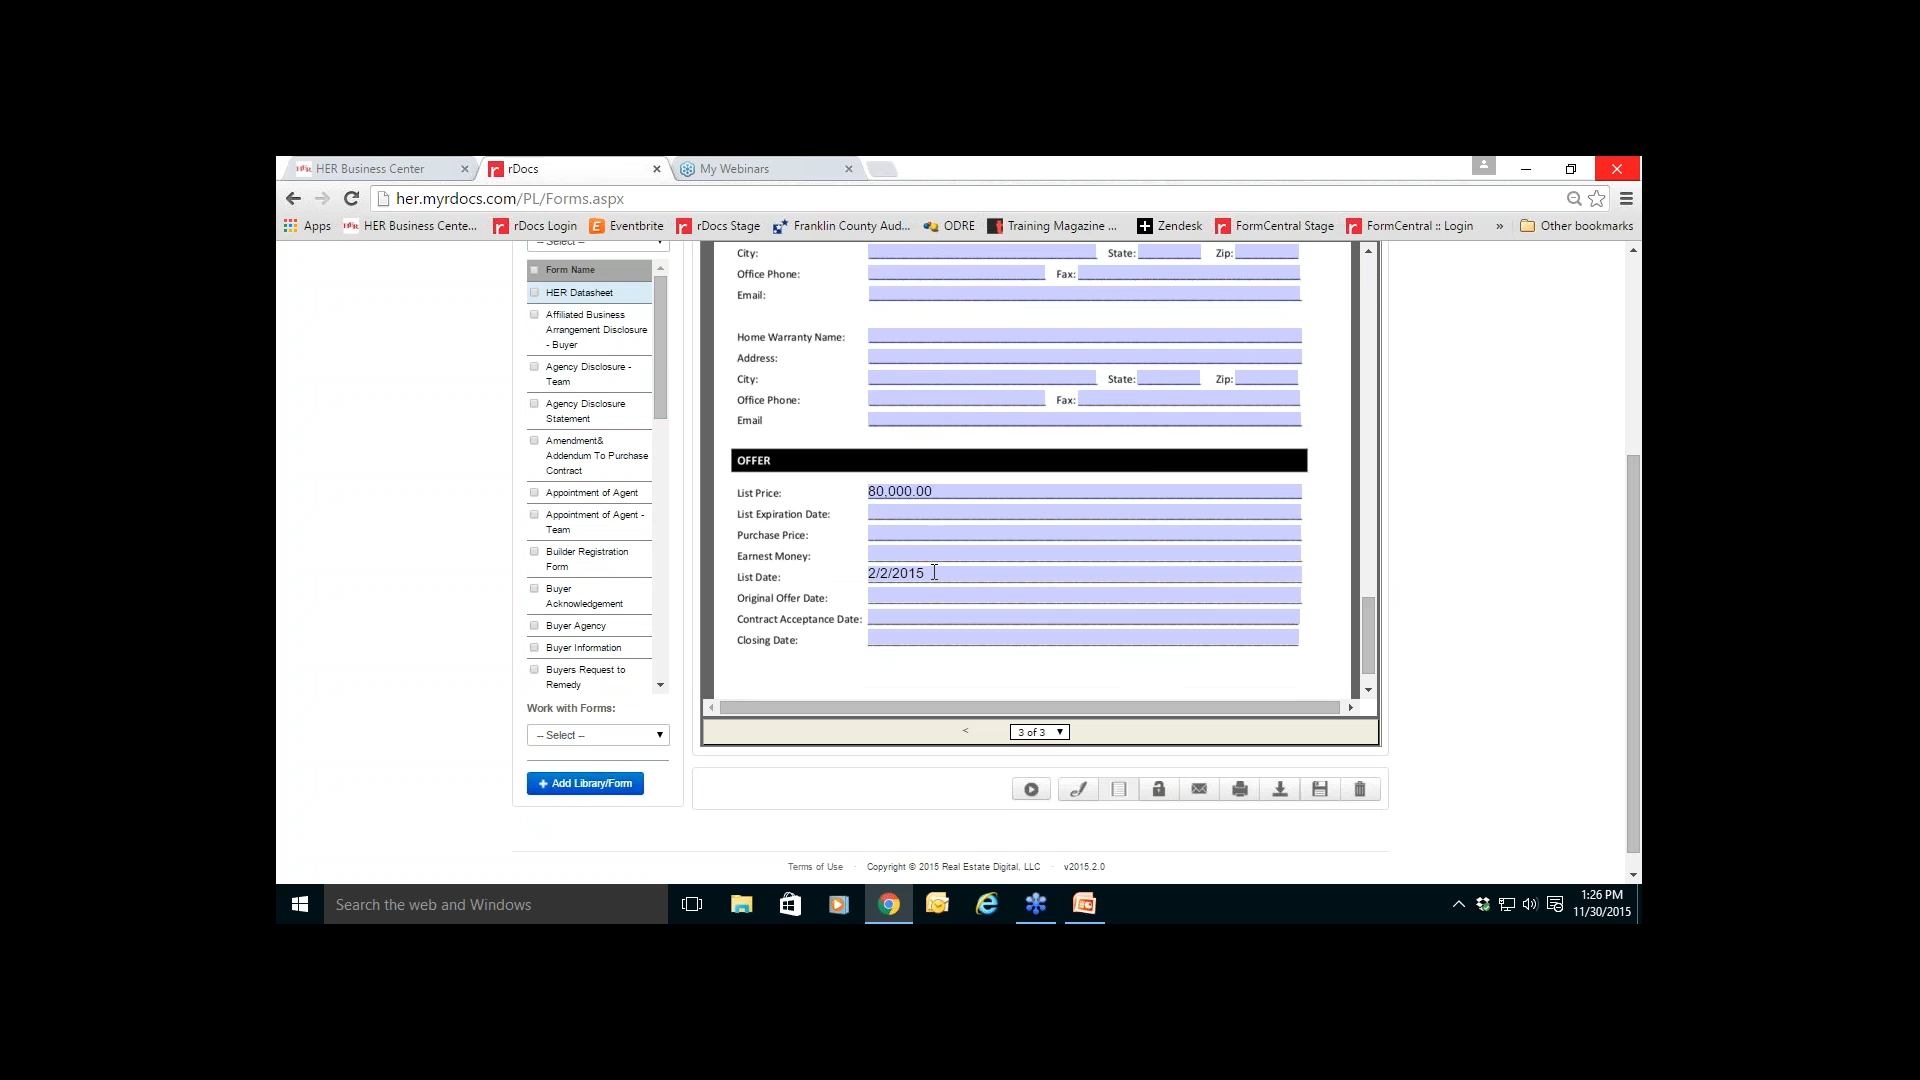 HER Business Center
rDocs
My Webinars
her.myrdocs.com/PL/Forms.aspx
Apps
HER Business Cente...
rDocs Login
Eventbrite
rDocs Stage
Franklin County Aud...
ODRE
Training Magazine ...
Zendesk
FormCentral Stage
FormCentral :: Login
»
Other bookmarks
-- Select --
Form Name
HER Datasheet
Affiliated Business
Arrangement Disclosure
- Buyer
Agency Disclosure -
Team
Agency Disclosure
Statement
Amendment&
Addendum To Purchase
Contract
Appointment of Agent
Appointment of Agent -
Team
Builder Registration
Form
Buyer
Acknowledgement
Buyer Agency
Buyer Information
Buyers Request to
Remedy
Work with Forms:
-- Select --
+ Add Library/Form
City: State: Zip:
Office Phone: Fax:
Email:
Home Warranty Name:
Address:
City: State: Zip:
Office Phone: Fax:
Email
OFFER
List Price: 80,000.00
List Expiration Date:
Purchase Price:
Earnest Money:
List Date: 2/2/2015
Original Offer Date:
Contract Acceptance Date:
Closing Date:
< 3 of 3
Terms of Use · Copyright © 2015 Real Estate Digital, LLC · v2015.2.0
Search the web and Windows
1:26 PM
11/30/2015